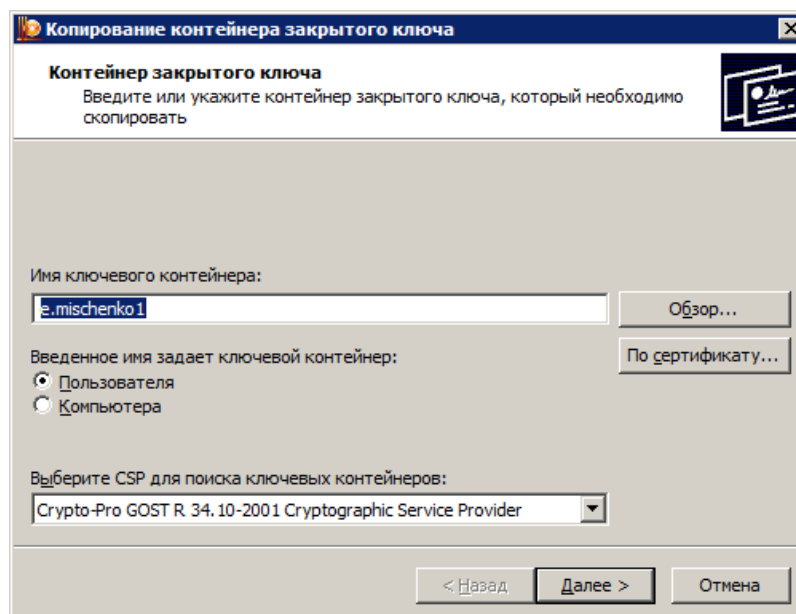 Копирование контейнера закрытого ключа
Контейнер закрытого ключа
Введите или укажите контейнер закрытого ключа, который необходимо
скопировать
Имя ключевого контейнера:
e.mischenko1
Обзор...
Введенное имя задает ключевой контейнер:
По сертификату...
Пользователя
Компьютера
Выберите CSP для поиска ключевых контейнеров:
Crypto-Pro GOST R 34.10-2001 Cryptographic Service Provider
< Назад
Далее >
Отмена